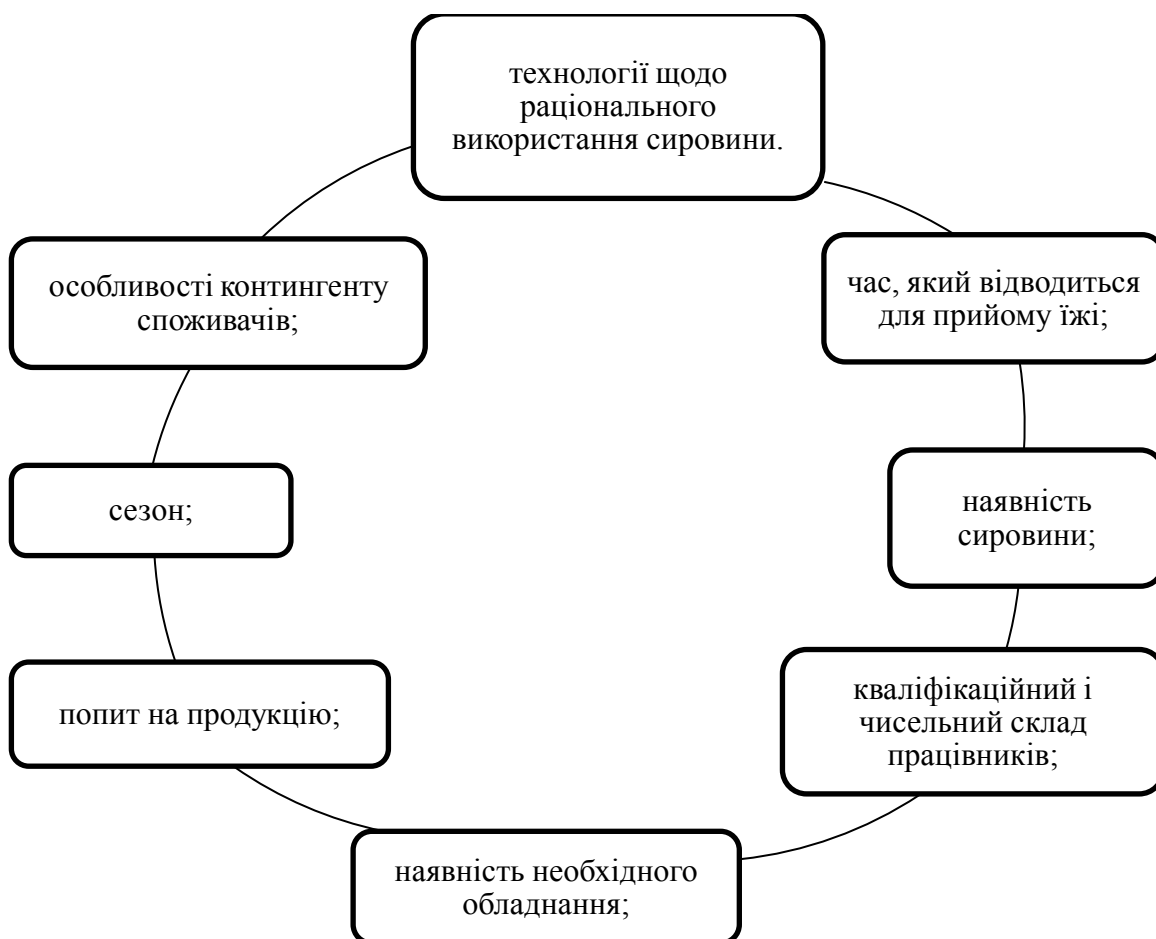 технології щодо
раціонального
використання сировини.
особливості контингенту
споживачів;
час, який відводиться
для прийому їжі;
сезон;
наявність
сировини;
попит на продукцію;
кваліфікаційний і
чисельний склад
працівників;
наявність необхідного
обладнання;